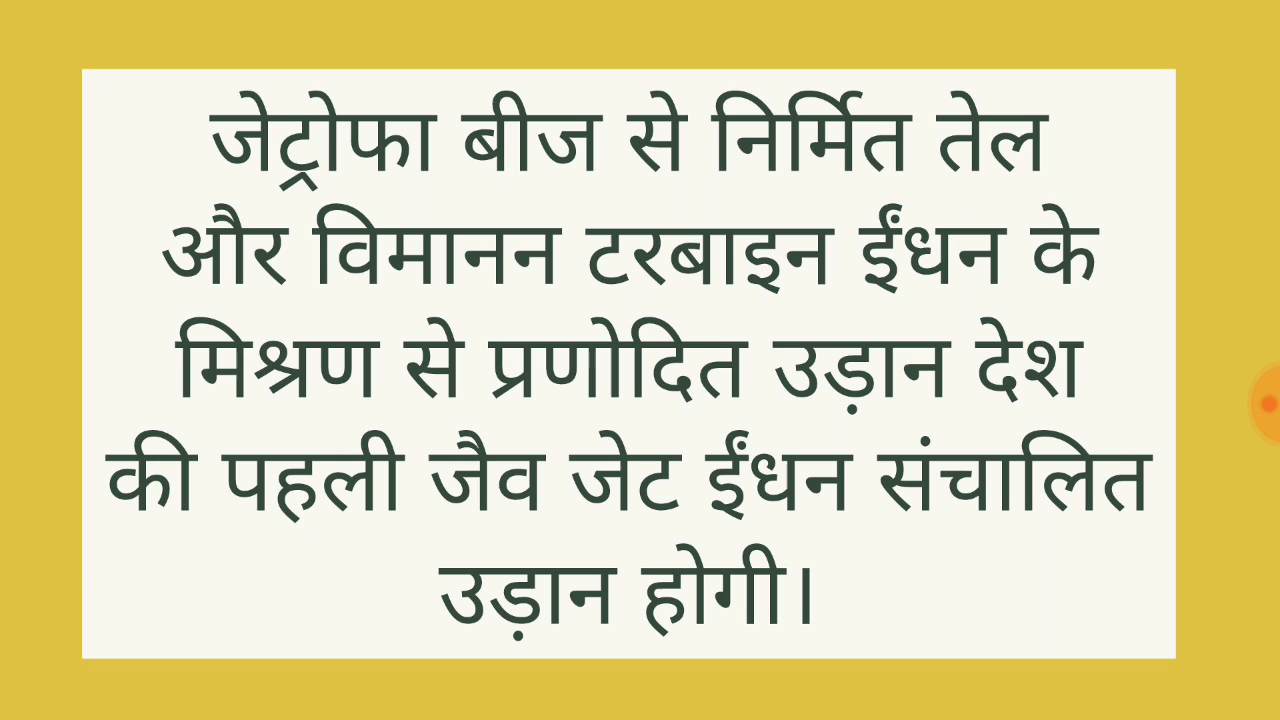 जेट्रोफा बीज से निर्मित तेल
और विमानन टरबाइन ईंधन के
मिश्रण से प्रणोदित उड़ान देश
की पहली जैव जेट ईंधन संचालित
उड़ान होगी।